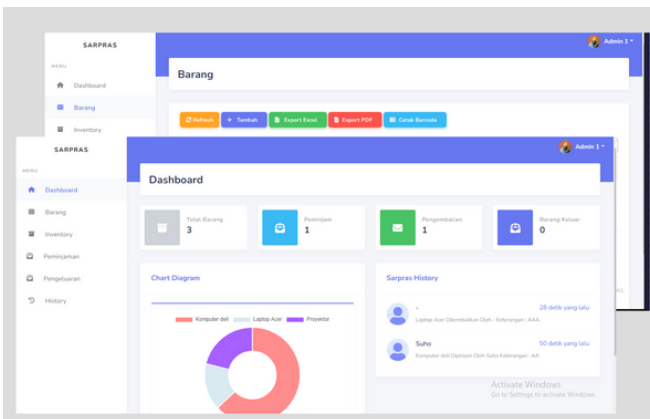 SARPRAS
Admin 1
MENU
Dashboard
Barang
Inventory
Barang
Refresh
+ Tambah
Export Excel
Export PDF
Cetak Barcode
SARPRAS
Admin 1
MENU
Dashboard
Barang
Inventory
Peminjaman
Pengeluaran
History
Dashboard
Total Barang
3
Peminjam
1
Pengembalian
1
Barang Keluar
0
Chart Diagram
Komputer dell Laptop Acer Proyektor
Sarpras History
- 28 detik yang lalu
Laptop Acer Dikembalikan Oleh - Keterangan - AAA
Suho 50 detik yang lalu
Komputer dell Dipinjam Oleh Suho Keterangan : AA
Activate Windows
Go to Settings to activate Windows.